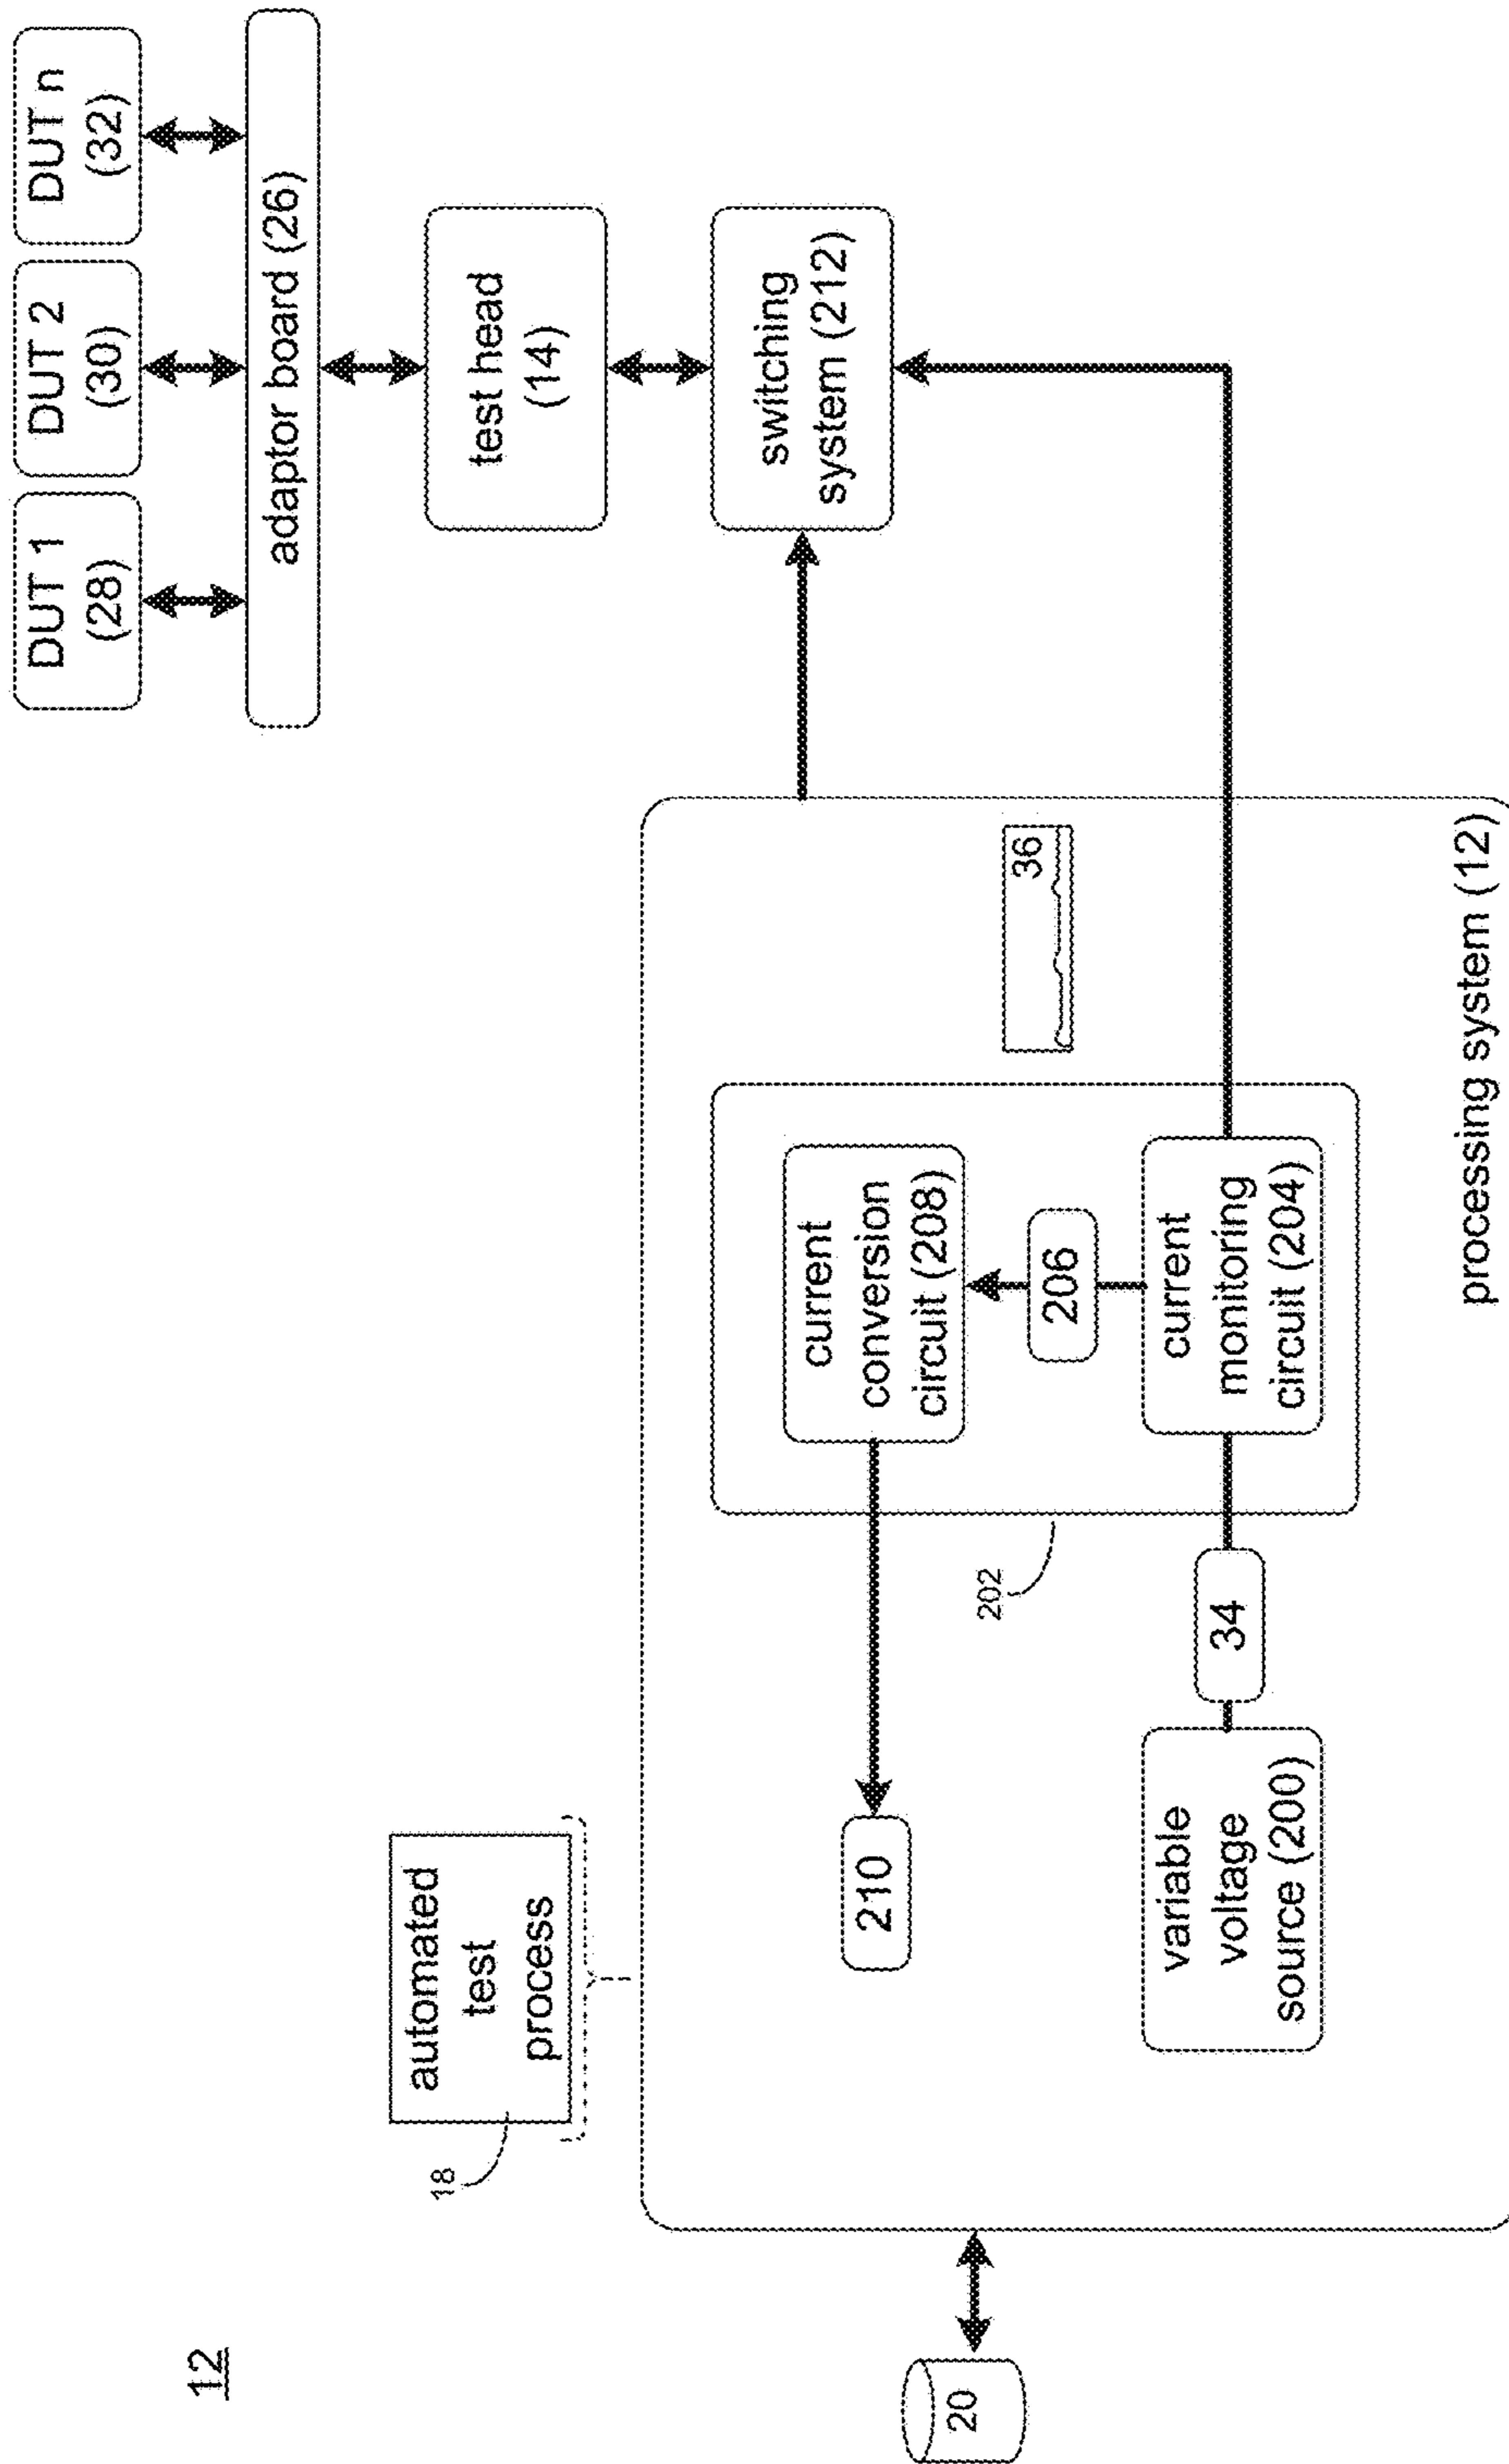 12
20
18
automated
test
process
210
variable
voltage
source (200)
34
202
current
conversion
circuit (208)
206
current
monitoring
circuit (204)
36
processing system (12)
DUT 1
(28)
DUT 2
(30)
DUT n
(32)
adaptor board (26)
test head
(14)
switching
system (212)